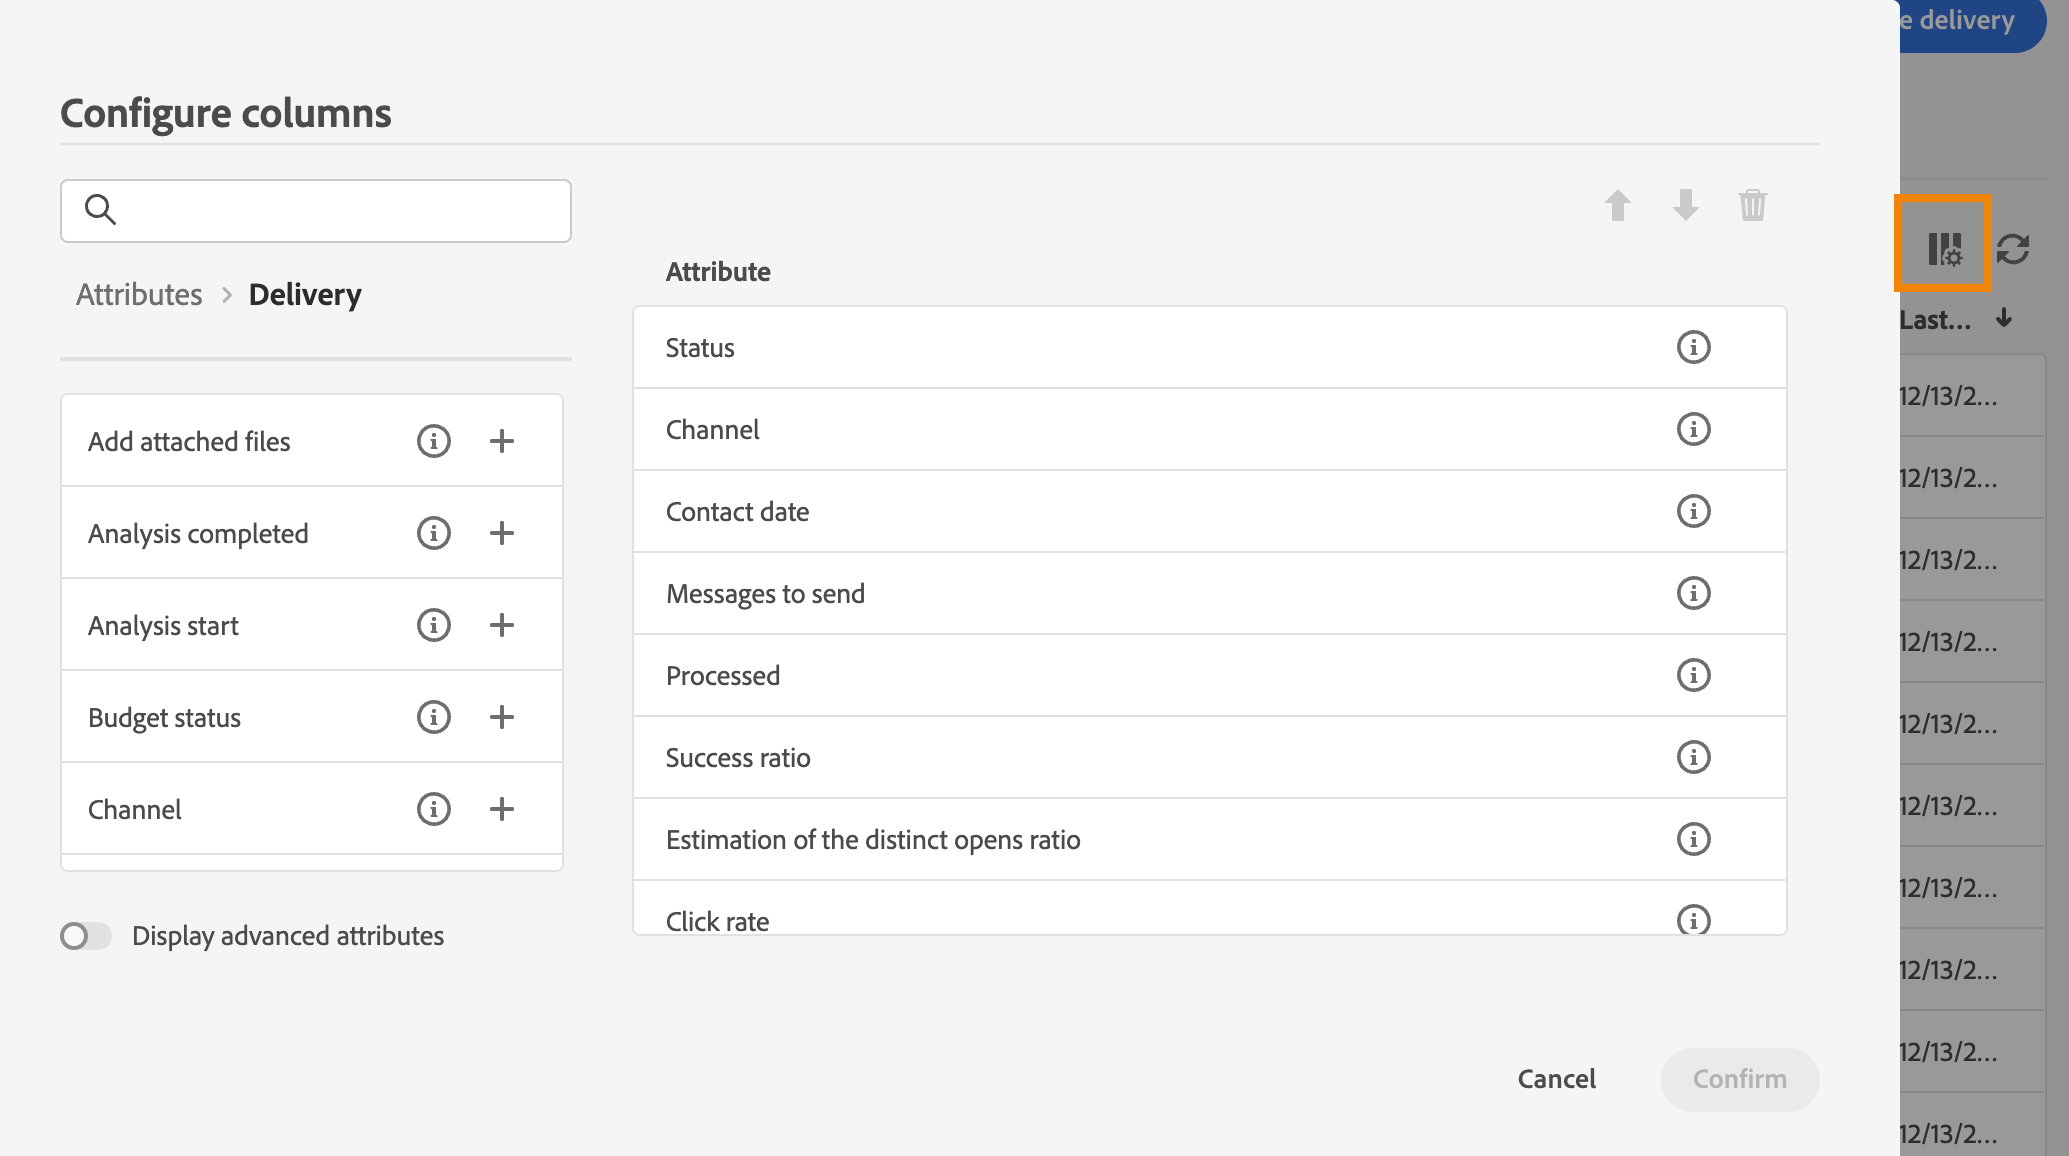 e delivery
Configure columns
Attributes > Delivery
Add attached files
Analysis completed
Analysis start
Budget status
Channel
Display advanced attributes
Attribute
Status
Channel
Contact date
Messages to send
Processed
Success ratio
Estimation of the distinct opens ratio
Click rate
Cancel
Confirm
Last...
12/13/2...
12/13/2...
12/13/2...
12/13/2...
12/13/2...
12/13/2...
12/13/2...
12/13/2...
12/13/2...
12/13/2...